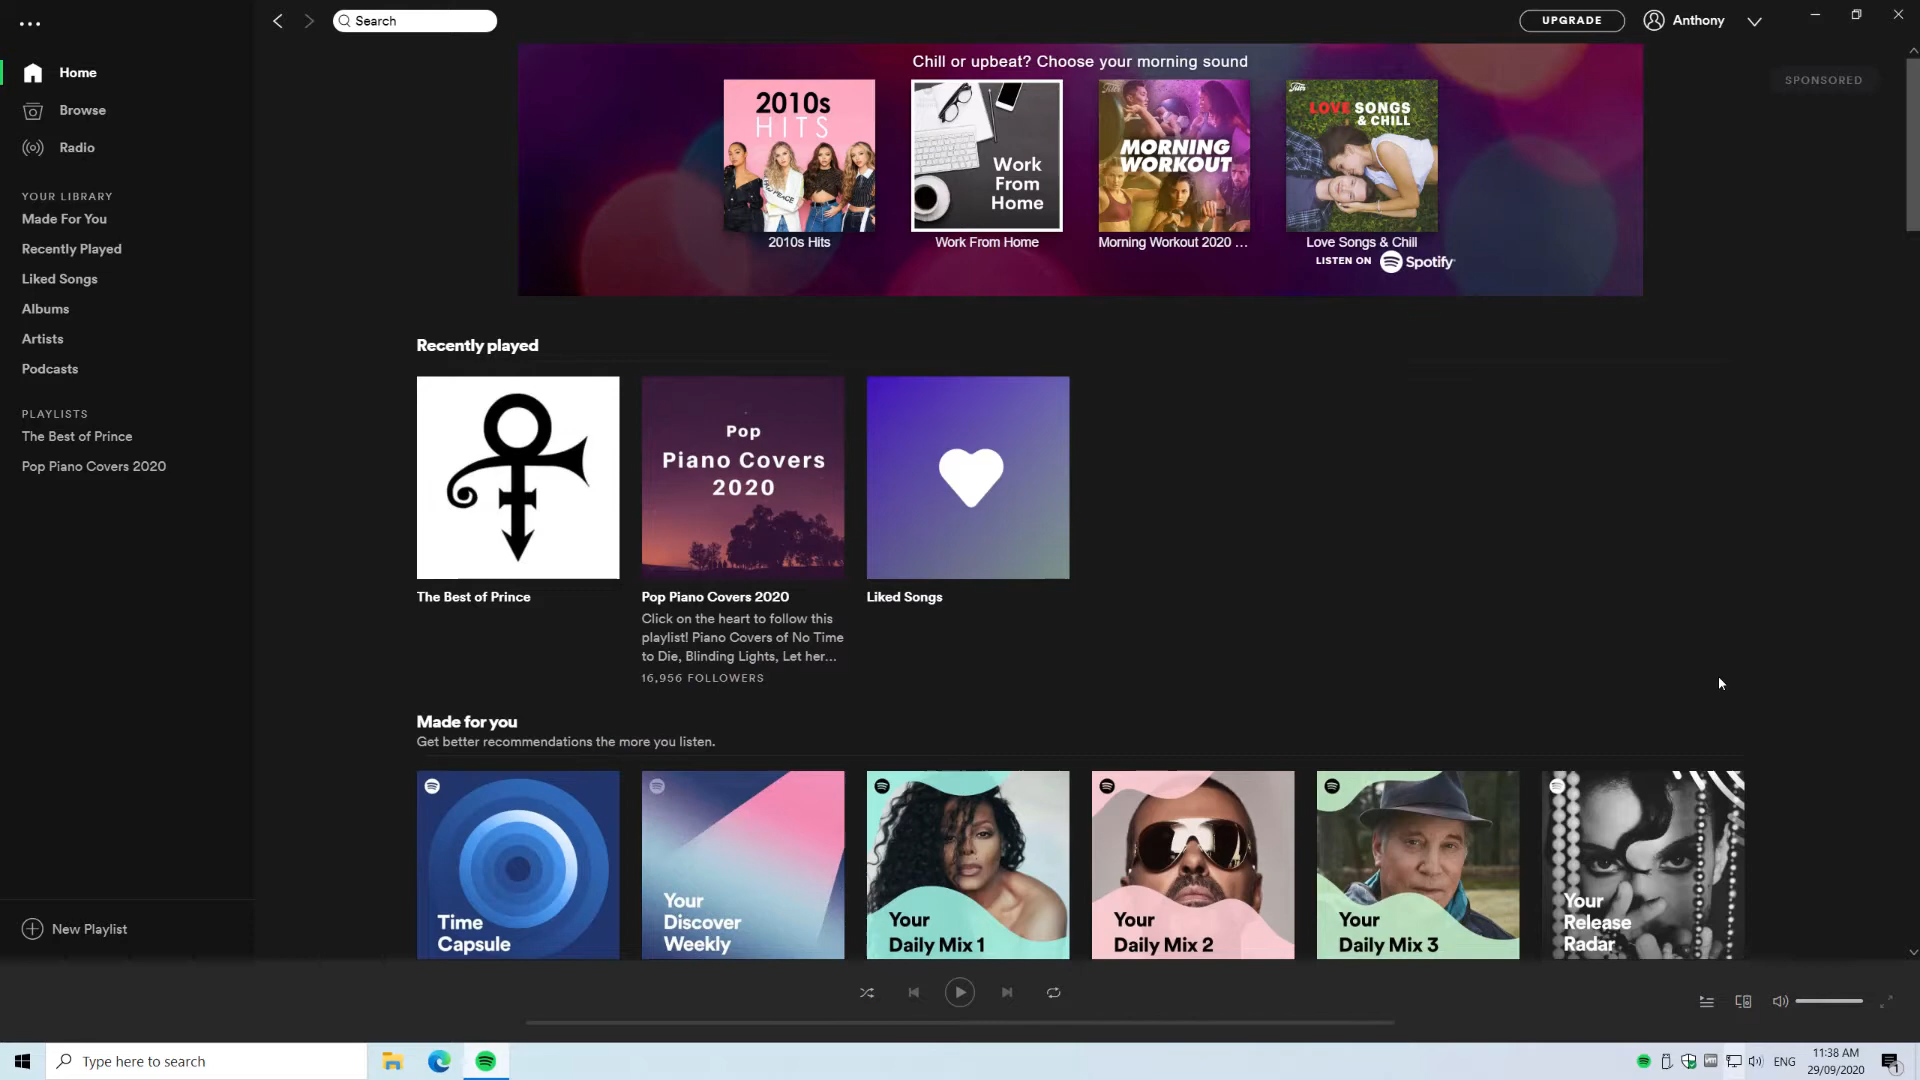 Search
UPGRADE
Anthony
Home
Browse
Radio
YOUR LIBRARY
Made For You
Recently Played
Liked Songs
Albums
Artists
Podcasts
PLAYLISTS
The Best of Prince
Pop Piano Covers 2020
New Playlist
Chill or upbeat? Choose your morning sound
SPONSORED
2010s
HITS
Work
From
Home
MORNING
WORKOUT
LOVE SONGS
& CHILL
2010s Hits
Work From Home
Morning Workout 2020 ...
Love Songs & Chill
LISTEN ON Spotify
Recently played
Pop
Piano Covers
2020
The Best of Prince
Pop Piano Covers 2020
Click on the heart to follow this
playlist! Piano Covers of No Time
to Die, Blinding Lights, Let her...
16,956 FOLLOWERS
Liked Songs
Made for you
Get better recommendations the more you listen.
Time
Capsule
Your
Discover
Weekly
Your
Daily Mix 1
Your
Daily Mix 2
Your
Daily Mix 3
Your
Release
Radar
Type here to search
ENG
11:38 AM
29/09/2020
1